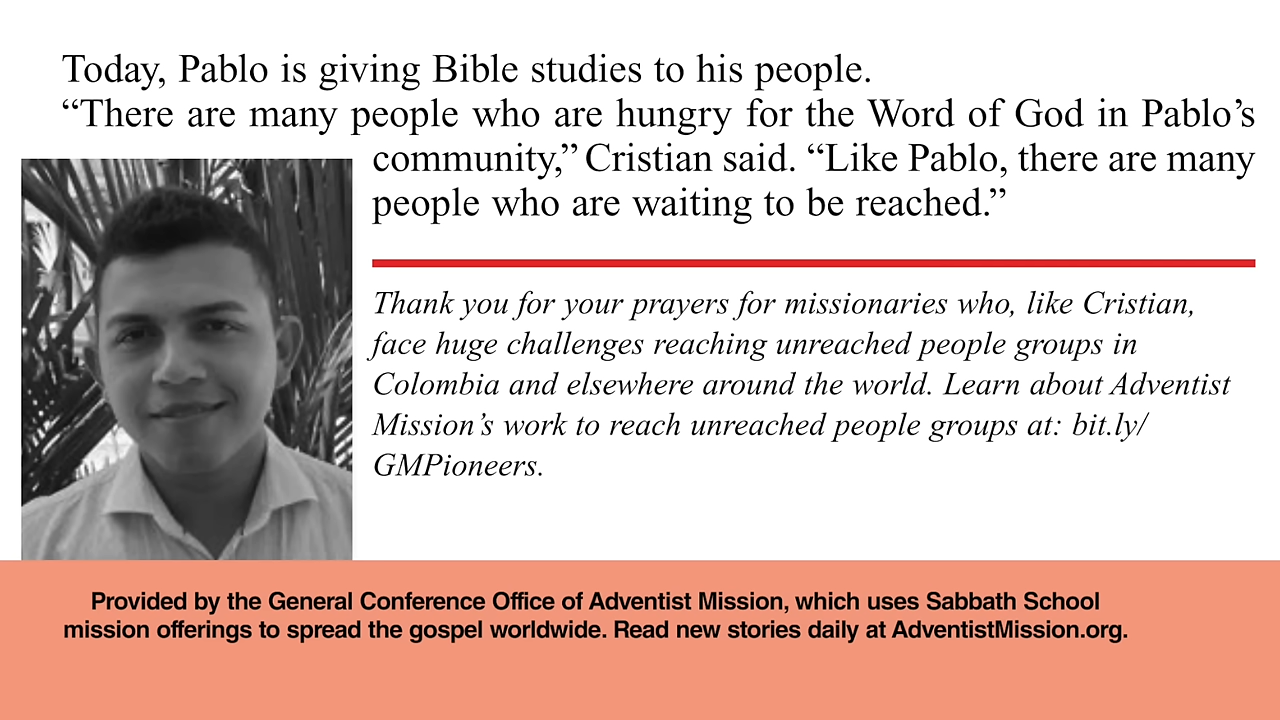 Today, Pablo is giving Bible studies to his people.
“There are many people who are hungry for the Word of God in Pablo’s
community,” Cristian said. “Like Pablo, there are many
people who are waiting to be reached.”
Thank you for your prayers for missionaries who, like Cristian,
face huge challenges reaching unreached people groups in
Colombia and elsewhere around the world. Learn about Adventist
Mission’s work to reach unreached people groups at: bit.ly/
GMPioneers.
Provided by the General Conference Office of Adventist Mission, which uses Sabbath School
mission offerings to spread the gospel worldwide. Read new stories daily at AdventistMission.org.